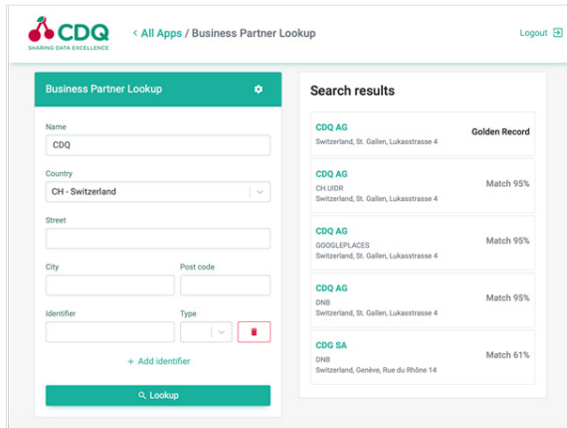 CDQ
SHARING DATA EXCELLENCE
< All Apps / Business Partner Lookup
Logout
Business Partner Lookup
Name
CDQ
Country
CH - Switzerland
Street
City Post code
Identifier Type
+ Add identifier
Lookup
Search results
CDQ AG
Golden Record
Switzerland, St. Gallen, Lukasstrasse 4
CDQ AG
CH.UIDR
Match 95%
Switzerland, St. Gallen, Lukasstrasse 4
CDQ AG
GOOGLEPLACES
Match 95%
Switzerland, St. Gallen, Lukasstrasse 4
CDQ AG
DNB
Match 95%
Switzerland, St. Gallen, Lukasstrasse 4
CDG SA
DNB
Match 61%
Switzerland, Genève, Rue du Rhône 14